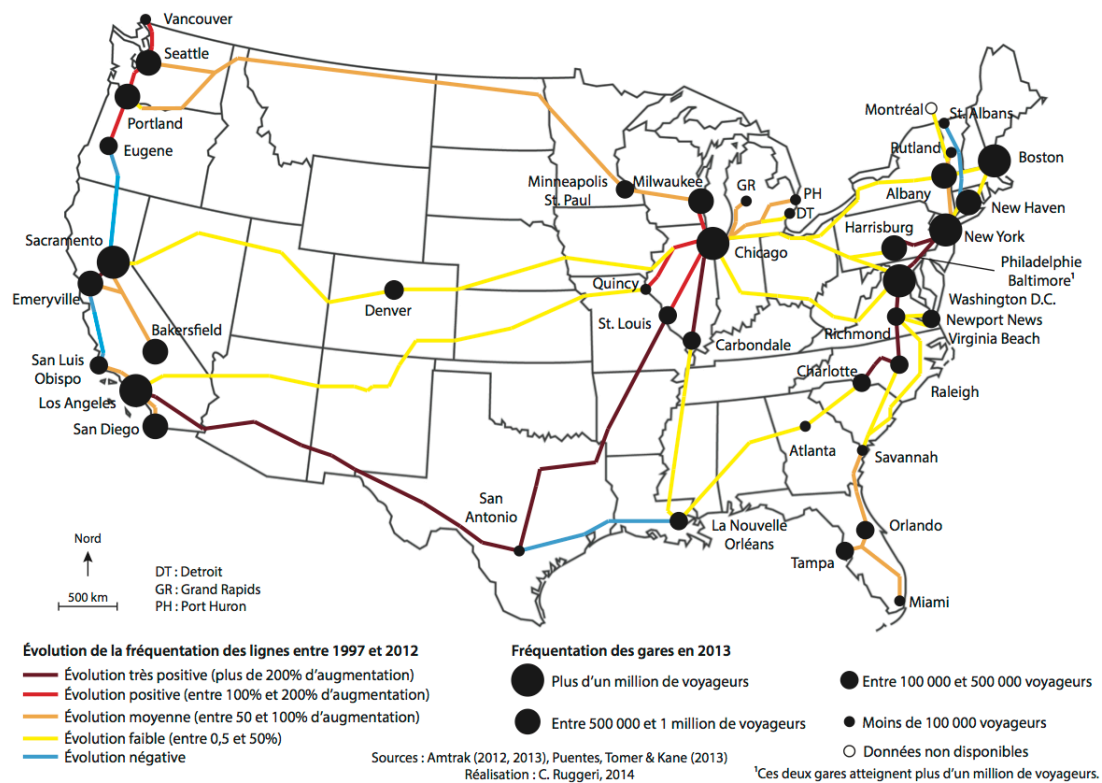 Vancouver
Seattle
Portland
Eugene
Sacramento
Emeryville
Bakersfield
San Luis
Obispo
Los Angeles
San Diego
Denver
Minneapolis
St. Paul
Milwaukee
GR
PH
DT
Chicago
Quincy
St. Louis
Carbondale
San
Antonio
La Nouvelle
Orléans
Montréal
St. Albans
Rutland
Boston
Albany
New Haven
Harrisburg
New York
Philadelphie
Baltimore¹
Washington D.C.
Newport News
Richmond
Virginia Beach
Charlotte
Raleigh
Atlanta
Savannah
Orlando
Tampa
Miami
Nord
500 km
DT : Detroit
GR : Grand Rapids
PH : Port Huron
Évolution de la fréquentation des lignes entre 1997 et 2012
Évolution très positive (plus de 200% d'augmentation)
Évolution positive (entre 100% et 200% d'augmentation)
Évolution moyenne (entre 50 et 100% d'augmentation)
Évolution faible (entre 0,5 et 50%)
Évolution négative
Fréquentation des gares en 2013
Plus d'un million de voyageurs
Entre 500 000 et 1 million de voyageurs
Entre 100 000 et 500 000 voyageurs
Moins de 100 000 voyageurs
Données non disponibles
Sources : Amtrak (2012, 2013), Puentes, Tomer & Kane (2013)
Réalisation : C. Ruggeri, 2014
¹Ces deux gares atteignent plus d'un million de voyageurs.